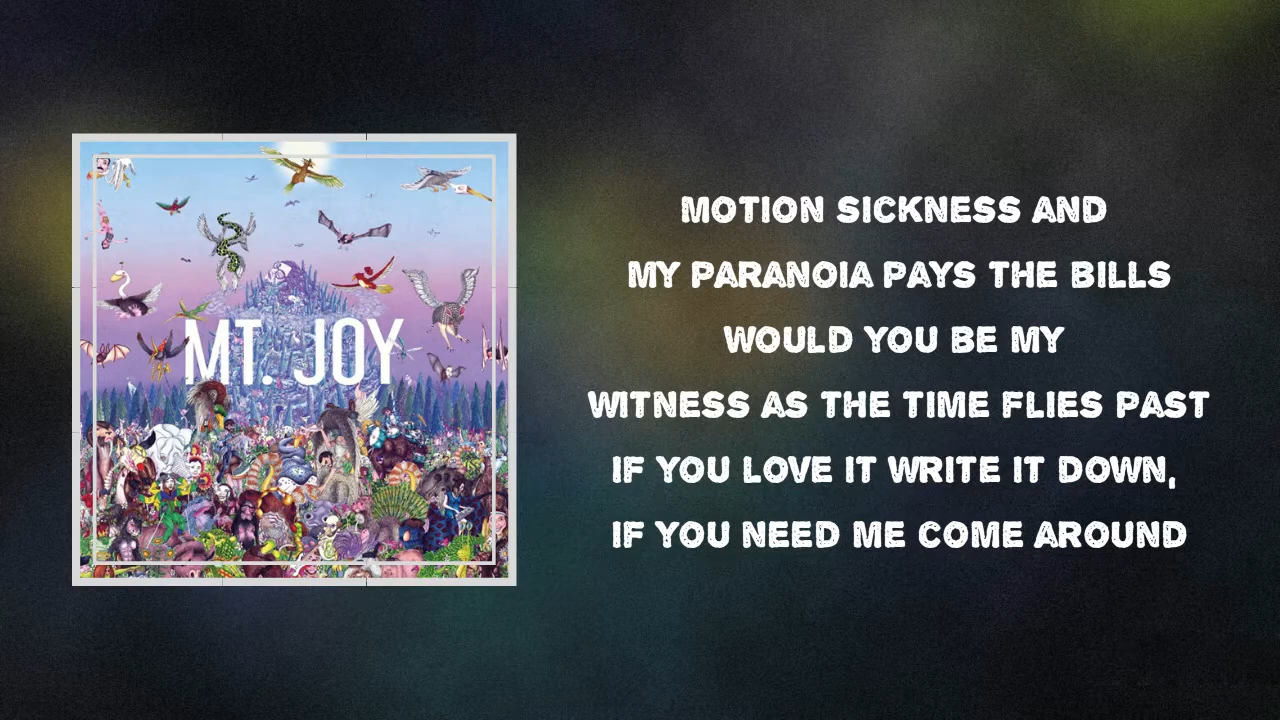 MT. JOY
MOTION SICKNESS AND
MY PARANOIA PAYS THE BILLS
WOULD YOU BE MY
WITNESS AS THE TIME FLIES PAST
IF YOU LOVE IT WRITE IT DOWN,
IF YOU NEED ME COME AROUND